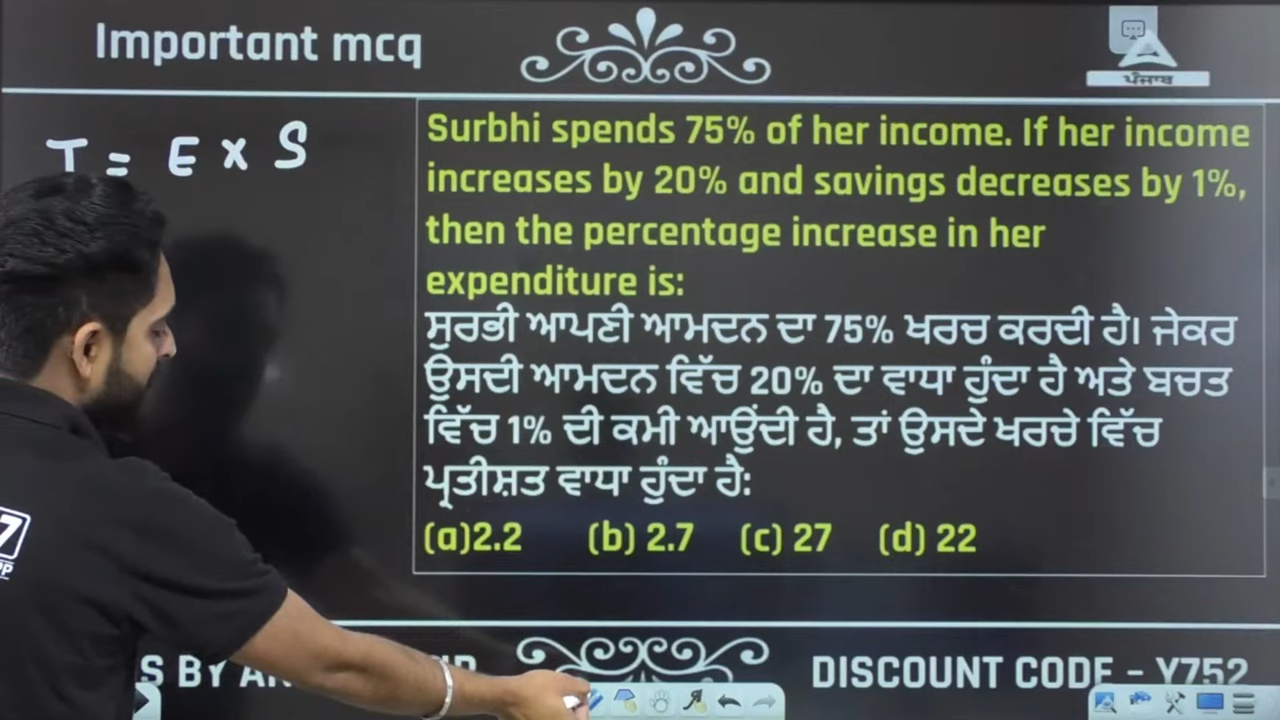 Important mcq
ਪੰਜਾਬ
= E × S
Surbhi spends 75% of her income. If her income
increases by 20% and savings decreases by 1%,
then the percentage increase in her
expenditure is:
ਸੁਰਭੀ ਆਪਣੀ ਆਮਦਨ ਦਾ 75% ਖਰਚ ਕਰਦੀ ਹੈ। ਜੇਕਰ
ਉਸਦੀ ਆਮਦਨ ਵਿੱਚ 20% ਦਾ ਵਾਧਾ ਹੁੰਦਾ ਹੈ ਅਤੇ ਬਚਤ
ਵਿੱਚ 1% ਦੀ ਕਮੀ ਆਉਂਦੀ ਹੈ, ਤਾਂ ਉਸਦੇ ਖਰਚੇ ਵਿੱਚ
ਪ੍ਰਤੀਸ਼ਤ ਵਾਧਾ ਹੁੰਦਾ ਹੈ:
(a)2.2 (b) 2.7 (c) 27 (d) 22
7
BY
DISCOUNT CODE - Y752